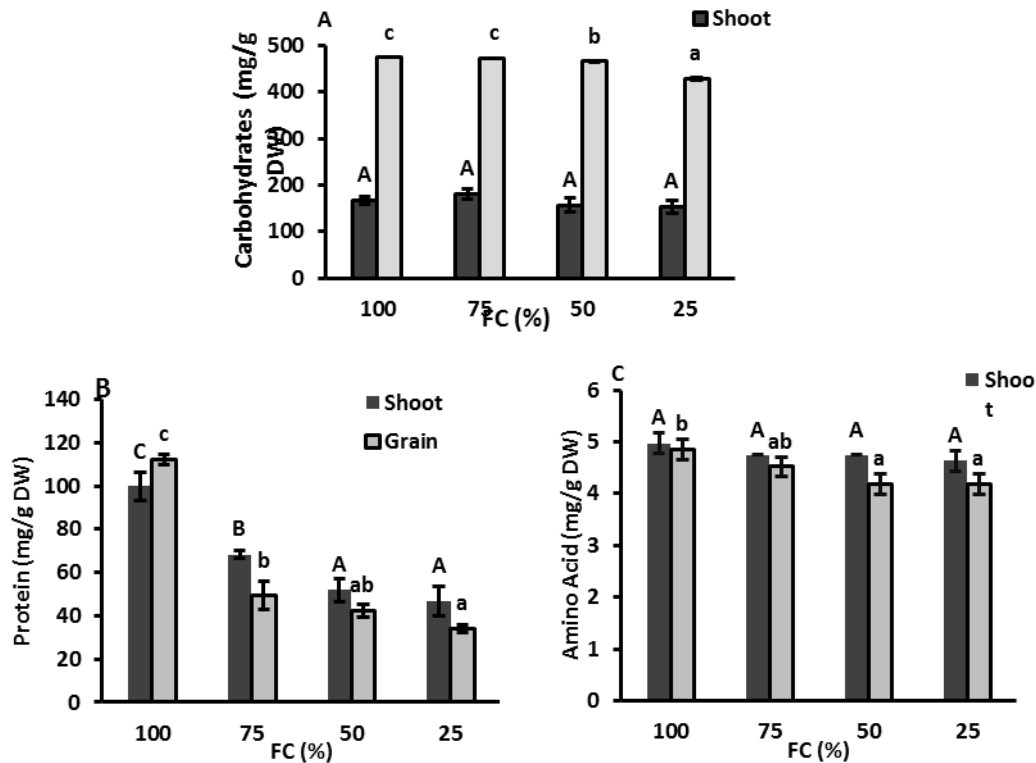 A
Shoot
Carbohydrates (mg/g
DW)
500
400
300
200
100
0
c
c
b
a
A
A
A
A
100
75
50
25
FC (%)
B
Shoot
Grain
Protein (mg/g DW)
140
120
100
80
60
40
20
0
C
c
B
b
A
ab
A
a
100
75
50
25
FC (%)
C
Shoo
t
Amino Acid (mg/g DW)
6
5
4
3
2
1
0
A
b
A
ab
A
a
A
a
100
75
50
25
FC (%)